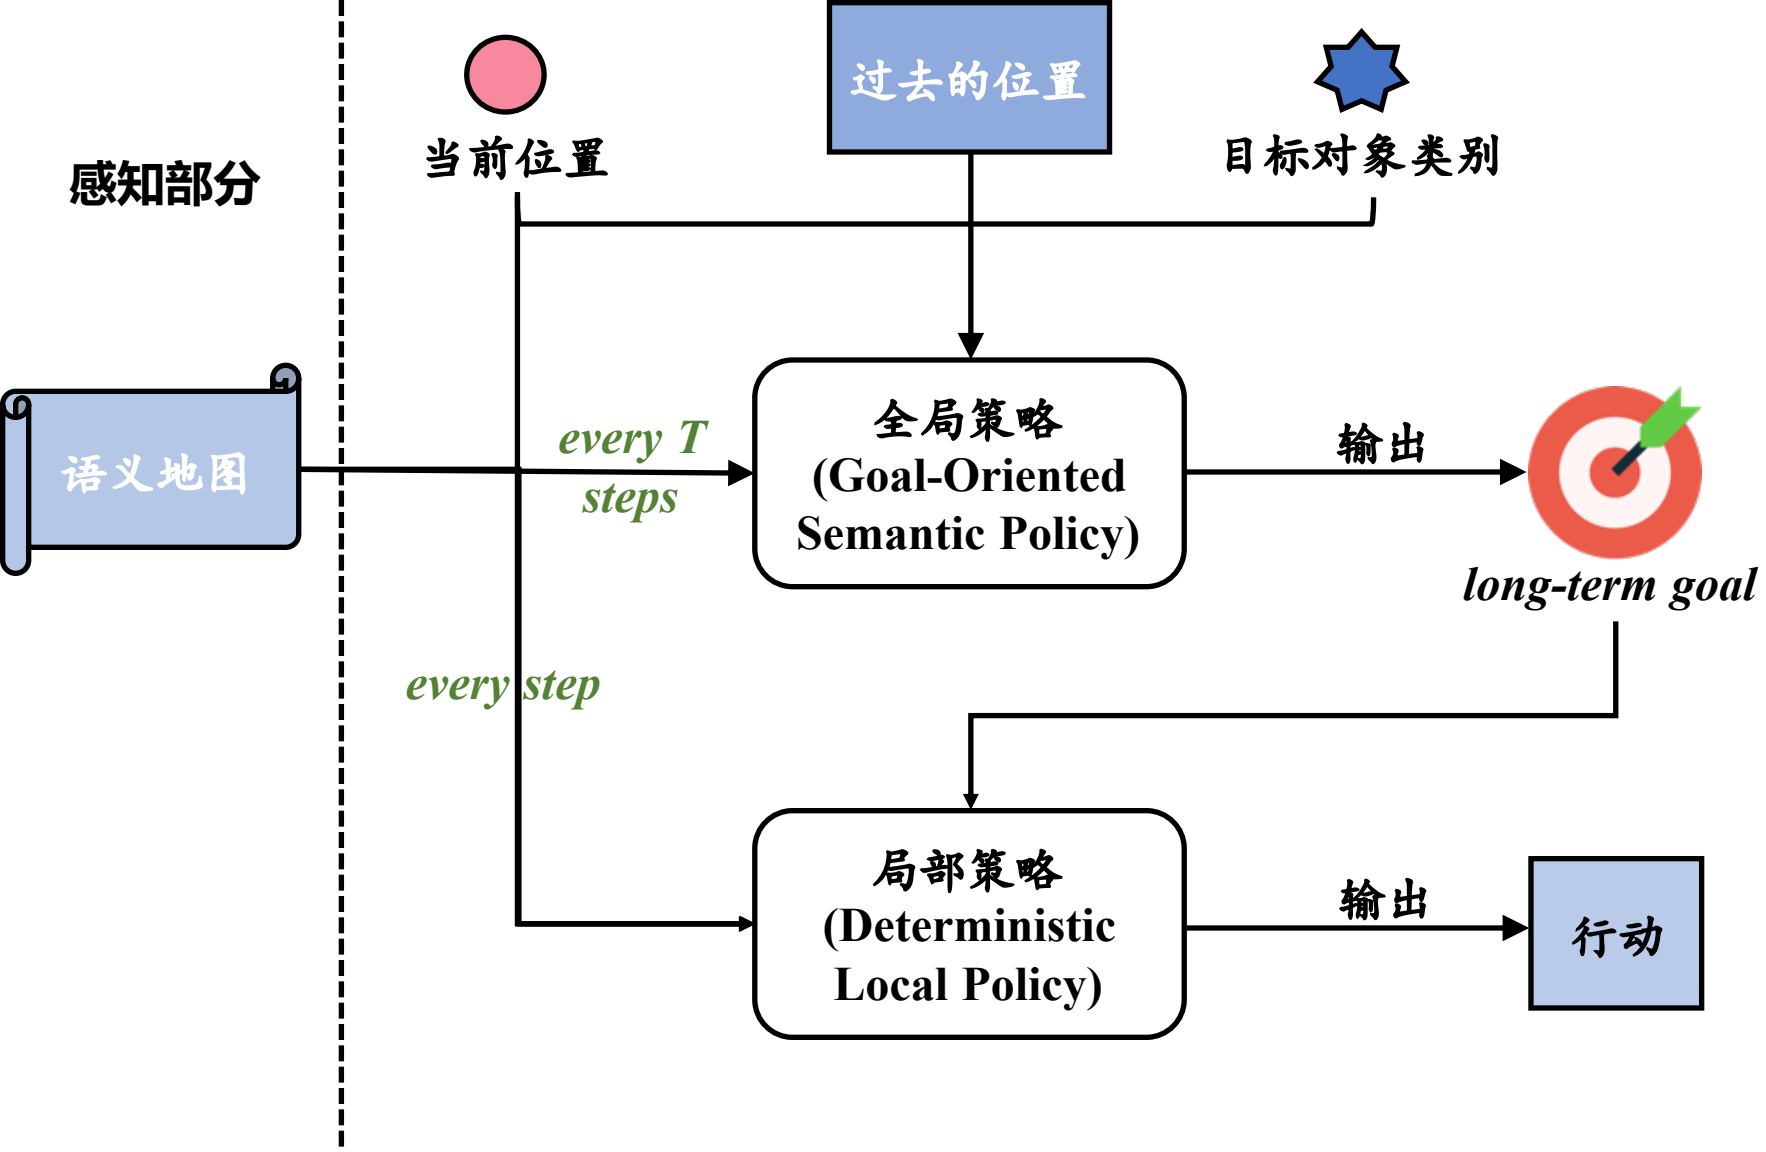 过去的位置
当前位置
目标对象类别
感知部分
语义地图
every T
steps
全局策略
(Goal-Oriented
Semantic Policy)
输出
long-term goal
every step
局部策略
(Deterministic
Local Policy)
输出
行动